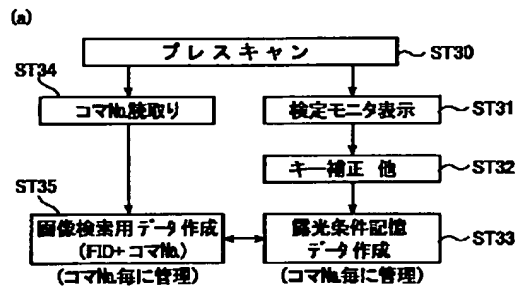 (a)
プレスキャン
ST30
ST34
コマNo.読取り
検定モニタ表示
ST31
キー補正 他
ST32
ST35
画像検索用データ作成
(FID+コマNo.)
(コマNo.毎に管理)
露光条件記憶
データ作成
ST33
(コマNo.毎に管理)